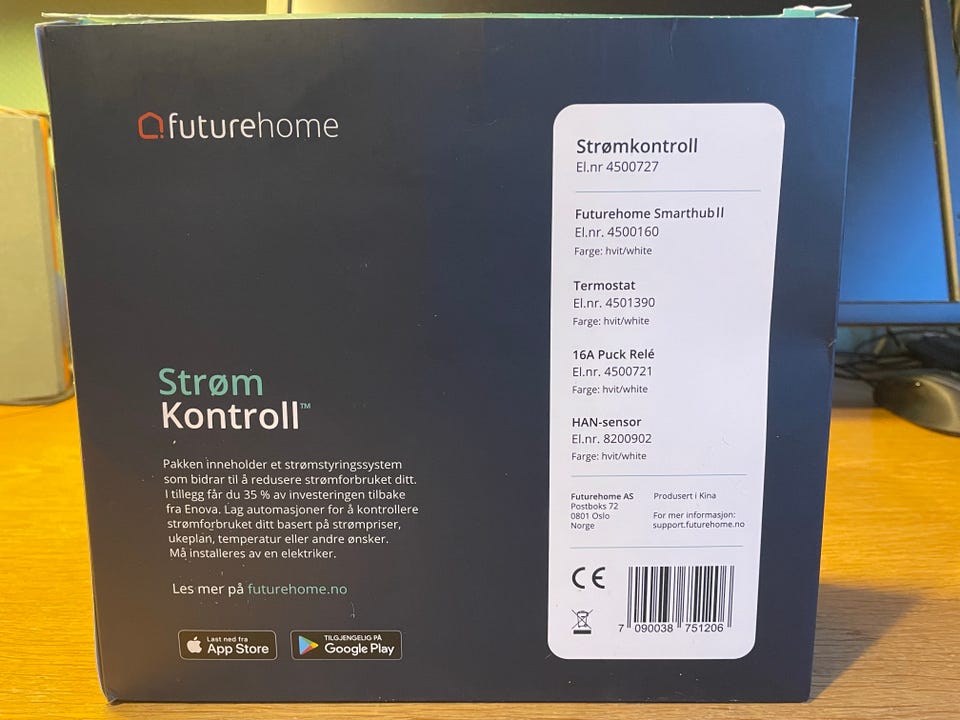 futurehome
Strøm
Kontroll™
Pakken inneholder et strømstyringssystem
som bidrar til å redusere strømforbruket ditt.
I tillegg får du 35 % av investeringen tilbake
fra Enova. Lag automasjoner for å kontrollere
strømforbruket ditt basert på strømpriser,
ukeplan, temperatur eller andre ønsker.
Må installeres av en elektriker.
Les mer på futurehome.no
Last ned fra
App Store
TILGJENGELIG PÅ
Google Play
Strømkontroll
El.nr 4500727
Futurehome Smarthub II
El.nr. 4500160
Farge: hvit/white
Termostat
El.nr. 4501390
Farge: hvit/white
16A Puck Relé
El.nr. 4500721
Farge: hvit/white
HAN-sensor
El.nr. 8200902
Farge: hvit/white
Futurehome AS
Postboks 72
0801 Oslo
Norge
Produsert i Kina
For mer informasjon:
support.futurehome.no
CE
7 090038 751206